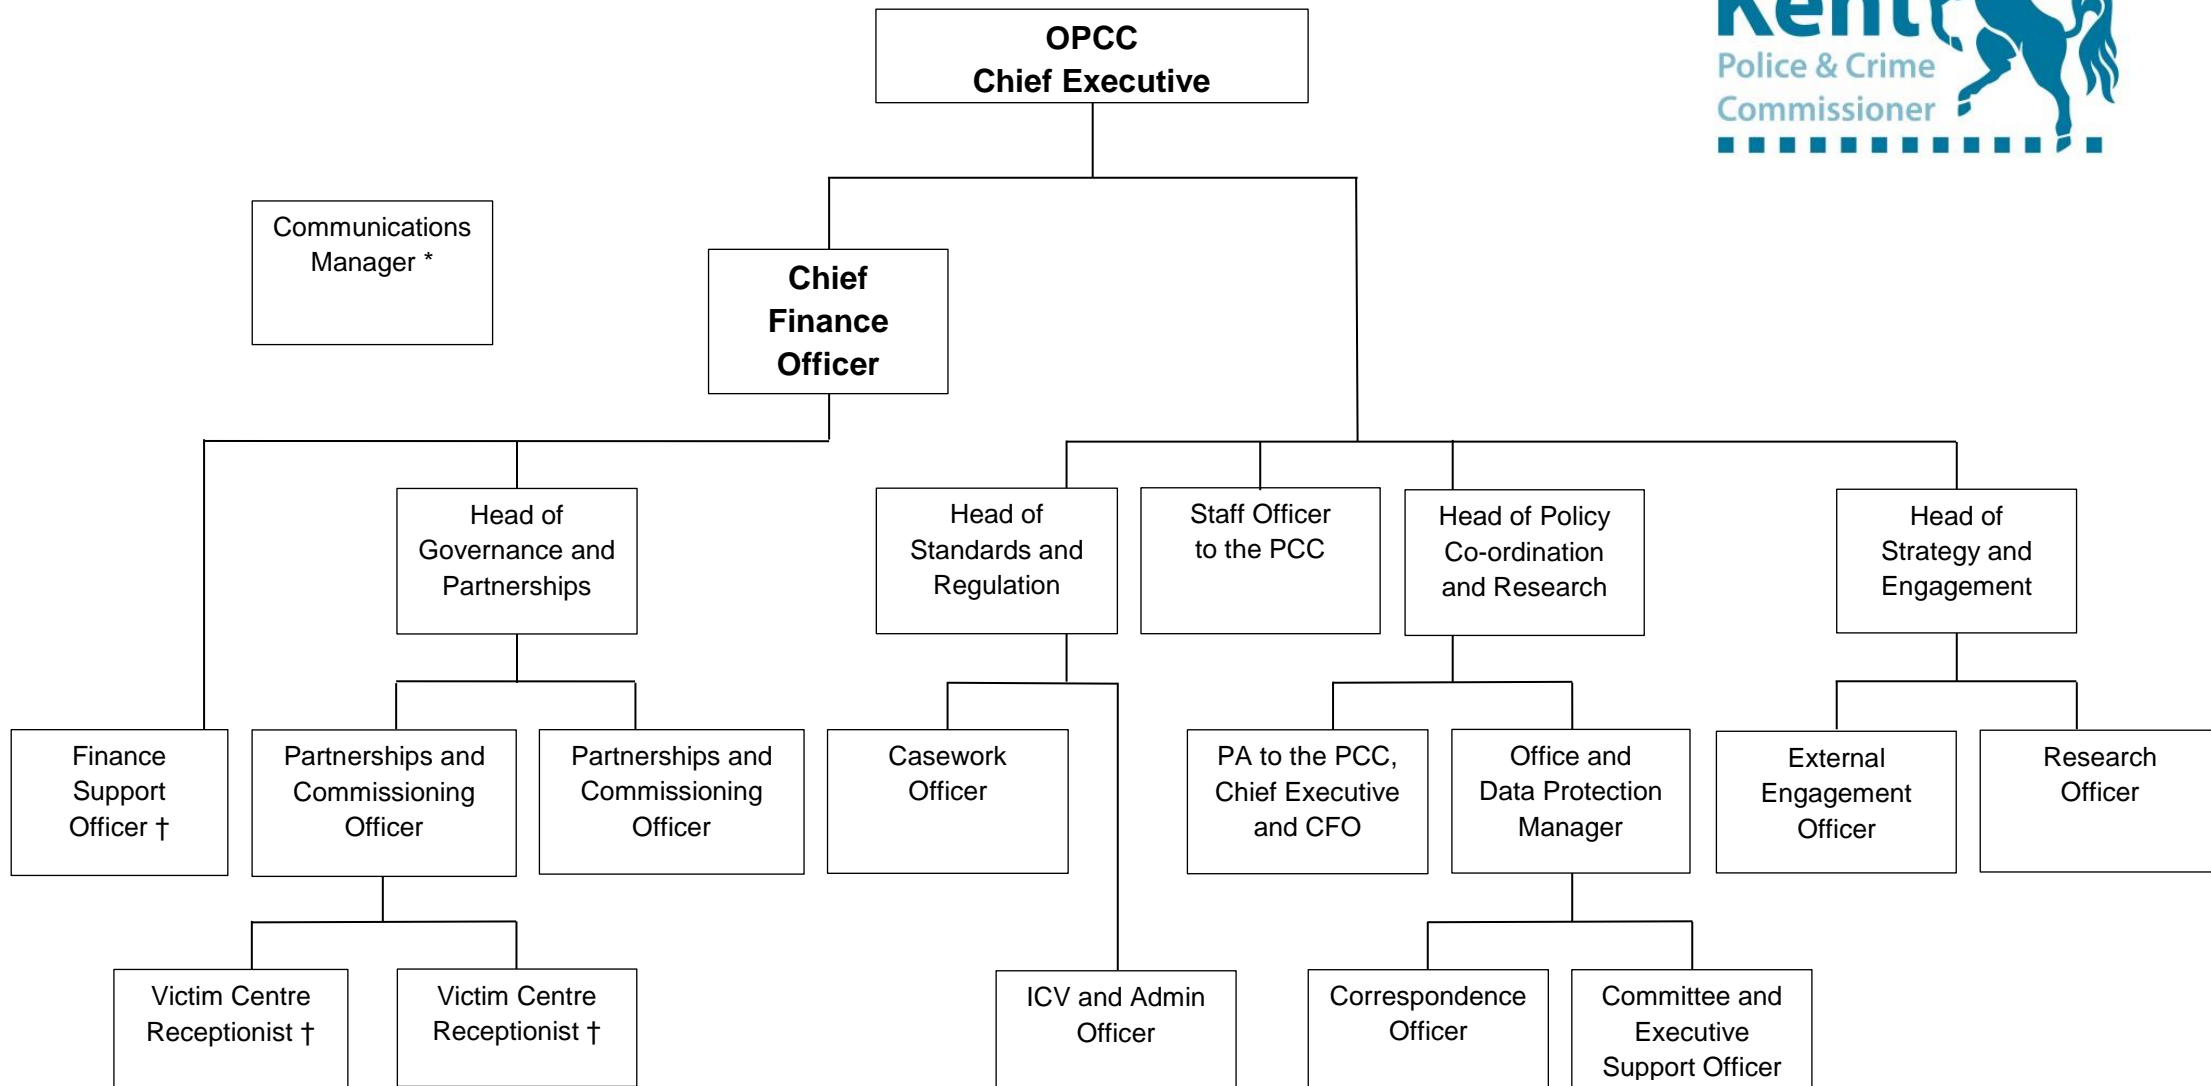 OPCC
Chief Executive
Kent
Police & Crime
Commissioner
Communications
Manager *
Chief
Finance
Officer
Head of
Governance and
Partnerships
Head of
Standards and
Regulation
Staff Officer
to the PCC
Head of Policy
Co-ordination
and Research
Head of
Strategy and
Engagement
Finance
Support
Officer †
Partnerships and
Commissioning
Officer
Partnerships and
Commissioning
Officer
Casework
Officer
PA to the PCC,
Chief Executive
and CFO
Office and
Data Protection
Manager
External
Engagement
Officer
Research
Officer
Victim Centre
Receptionist †
Victim Centre
Receptionist †
ICV and Admin
Officer
Correspondence
Officer
Committee and
Executive
Support Officer